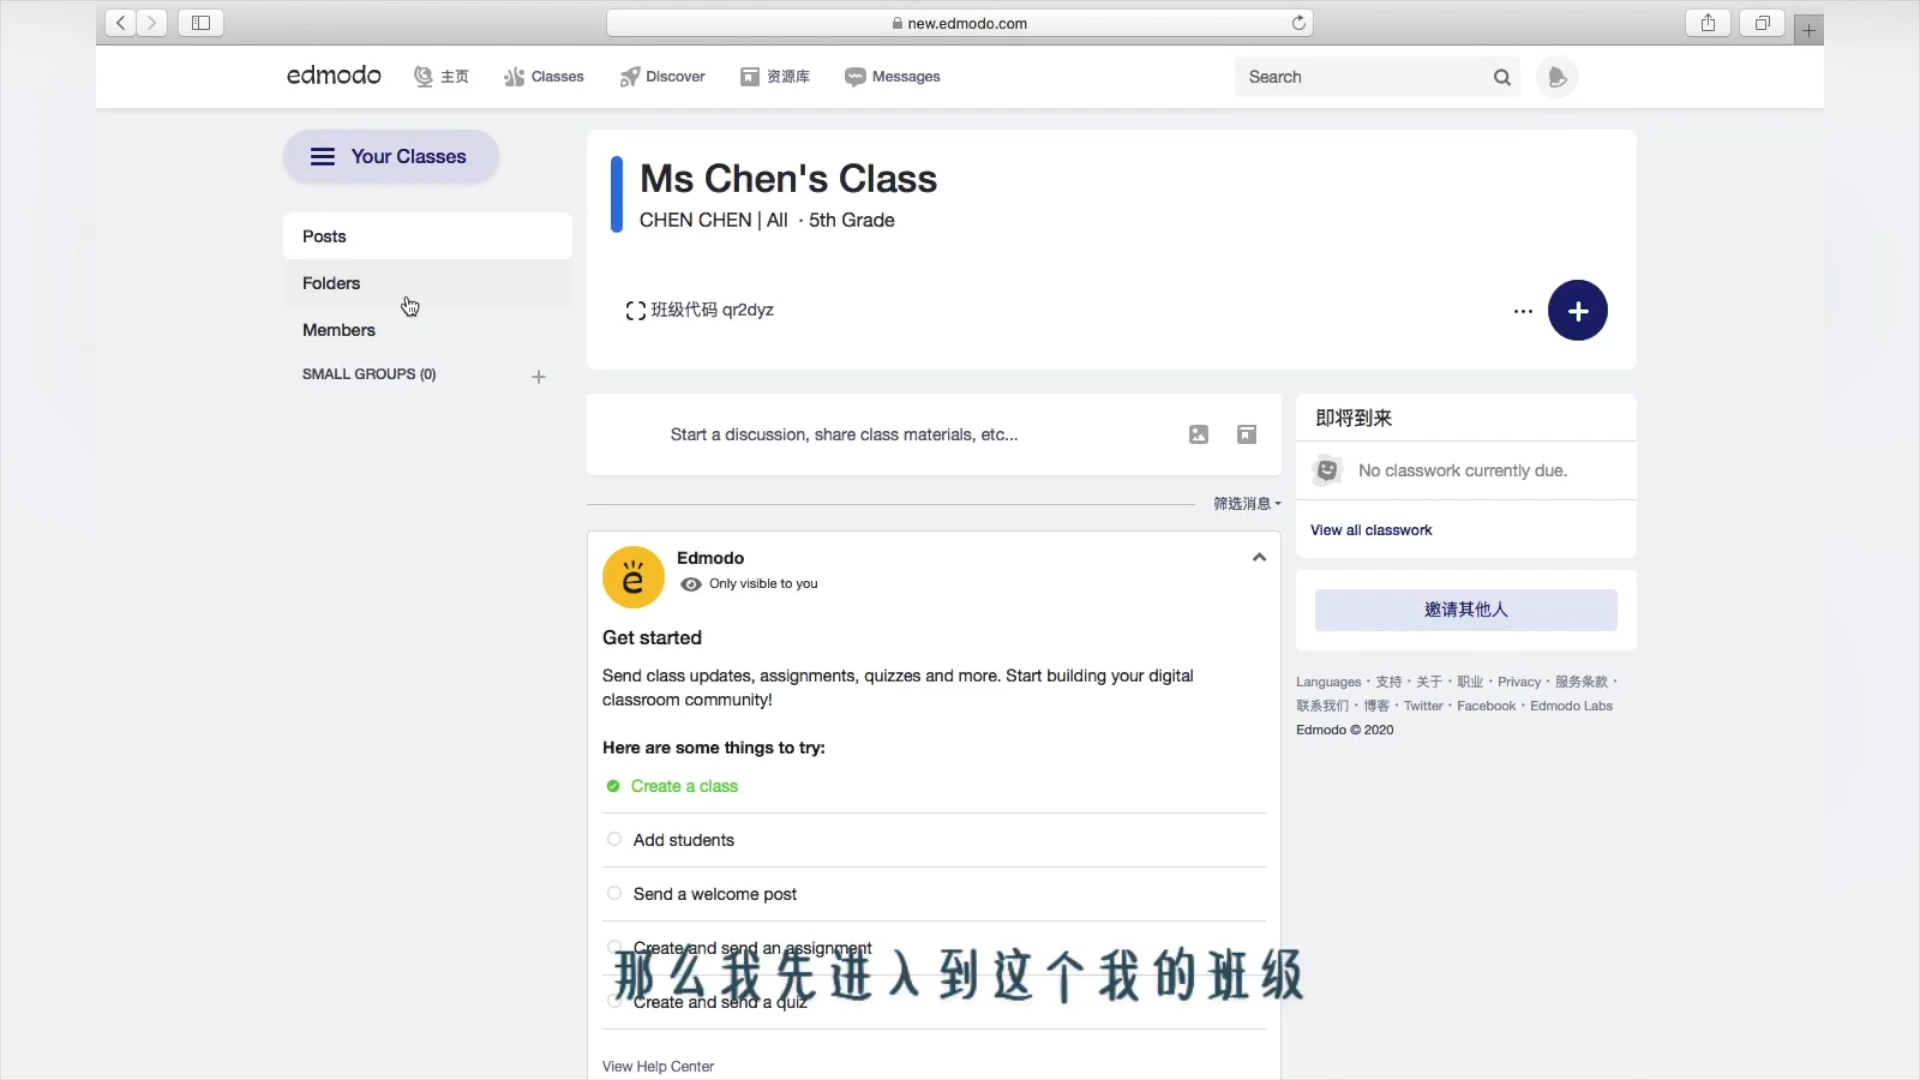 new.edmodo.com
edmodo 主页 Classes Discover 资源库 Messages Search
Your Classes
Posts
Folders
Members
SMALL GROUPS (0)
Ms Chen's Class
CHEN CHEN | All · 5th Grade
班级代码 qr2dyz
Start a discussion, share class materials, etc...
筛选消息
Edmodo
Only visible to you
Get started
Send class updates, assignments, quizzes and more. Start building your digital
classroom community!
Here are some things to try:
Create a class
Add students
Send a welcome post
Create and send an assignment
Create and send a quiz
View Help Center
即将到来
No classwork currently due.
View all classwork
邀请其他人
Languages · 支持 · 关于 · 职业 · Privacy · 服务条款 ·
联系我们 · 博客 · Twitter · Facebook · Edmodo Labs
Edmodo © 2020
那么我先进入到这个我的班级